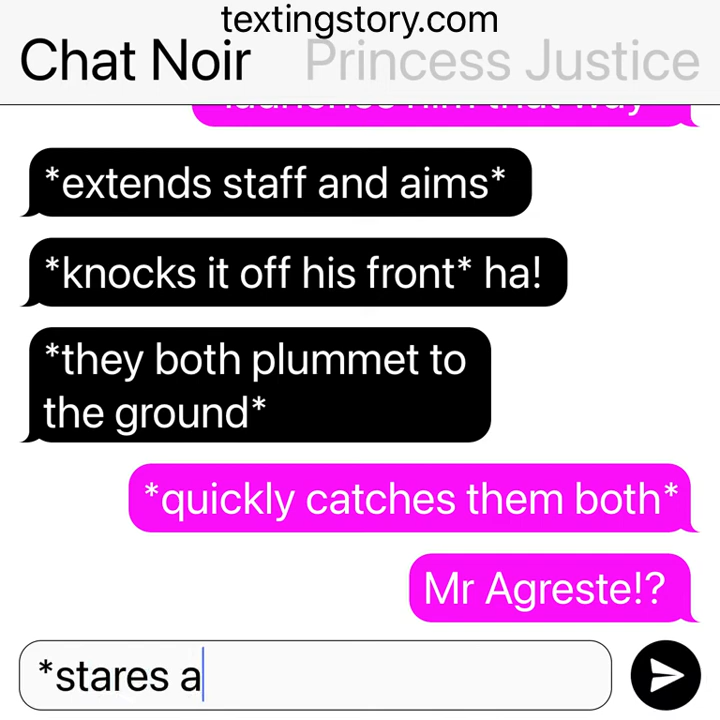 textingstory.com
Chat Noir
Princess Justice
*extends staff and aims*
*knocks it off his front* ha!
*they both plummet to
the ground*
*quickly catches them both*
Mr Agreste!?
*stares a